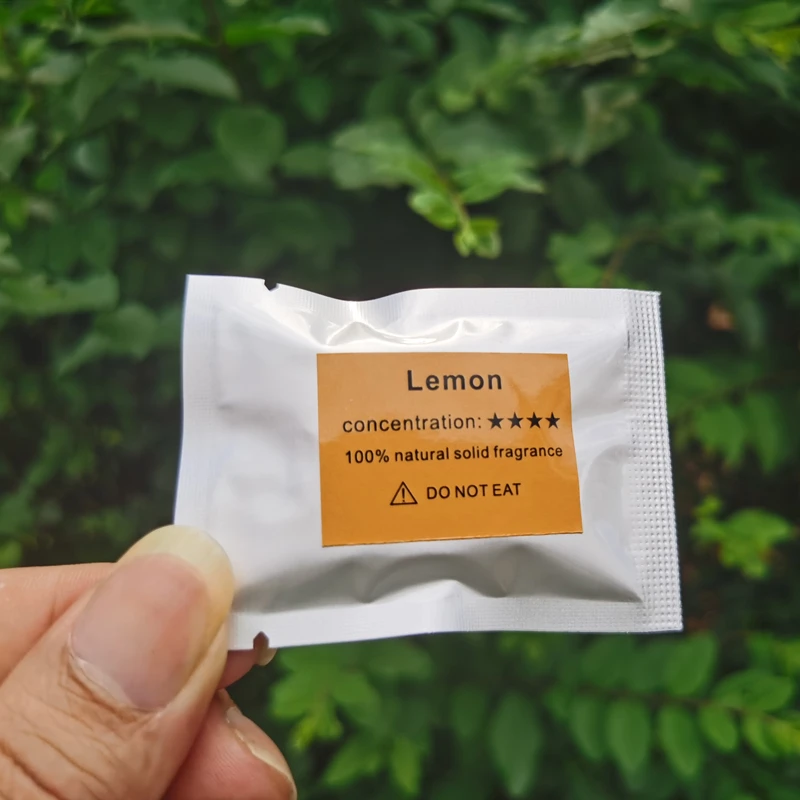 Lemon
concentration: ★★★★
100% natural solid fragrance
⚠ DO NOT EAT